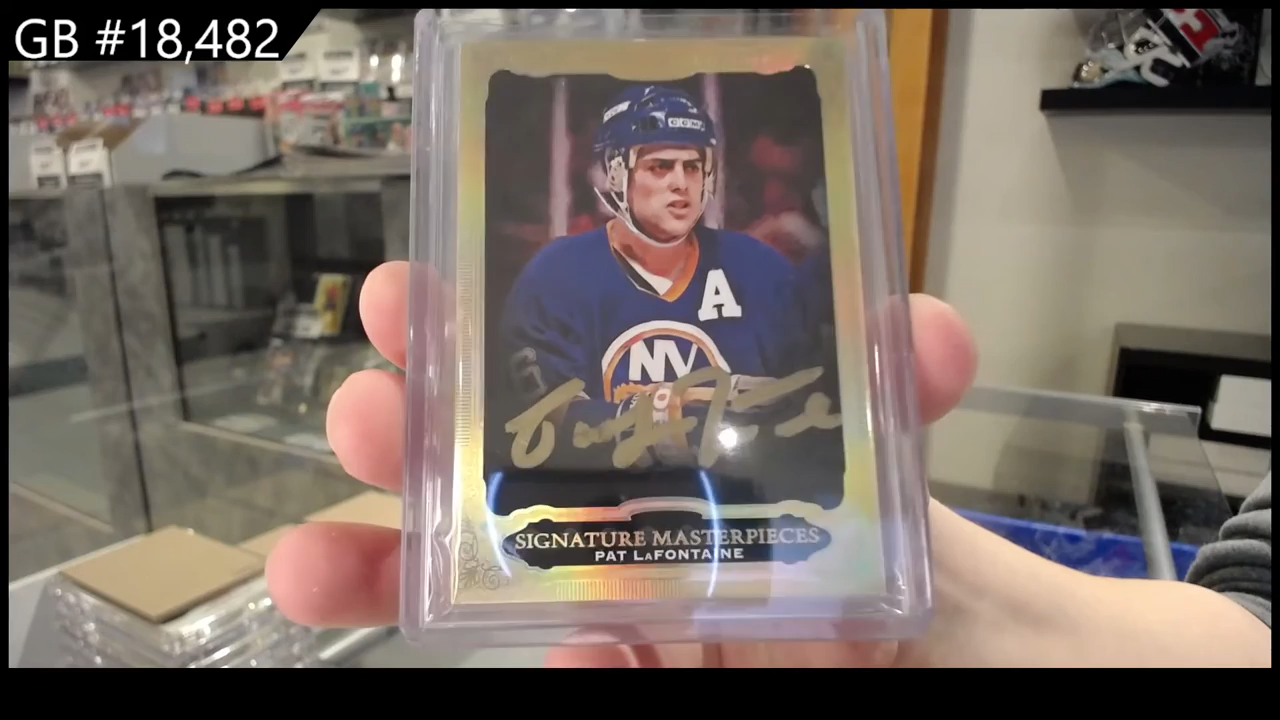 GB #18,482
CCM
A
NY
SIGNATURE MASTERPIECES
PAT LaFONTAINE